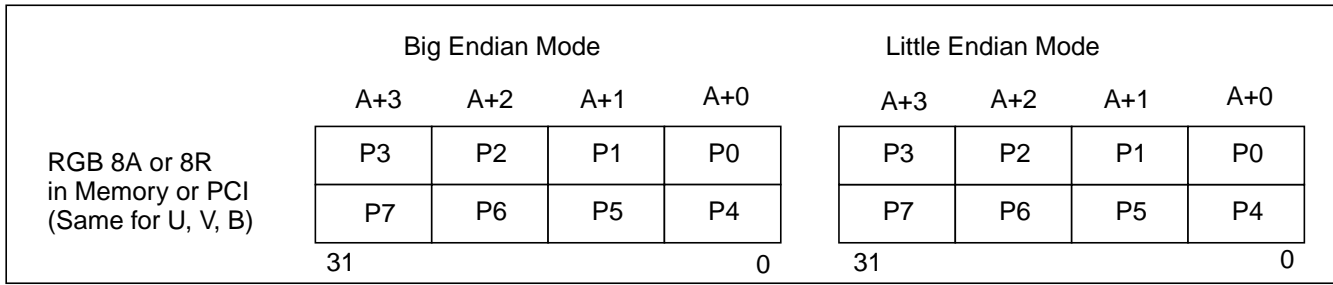 Big Endian Mode Little Endian Mode
A+3 A+2 A+1 A+0 A+3 A+2 A+1 A+0
P3 P2 P1 P0 P3 P2 P1 P0
RGB 8A or 8R
in Memory or PCI
(Same for U, V, B)
P7 P6 P5 P4 P7 P6 P5 P4
31 0 31 0